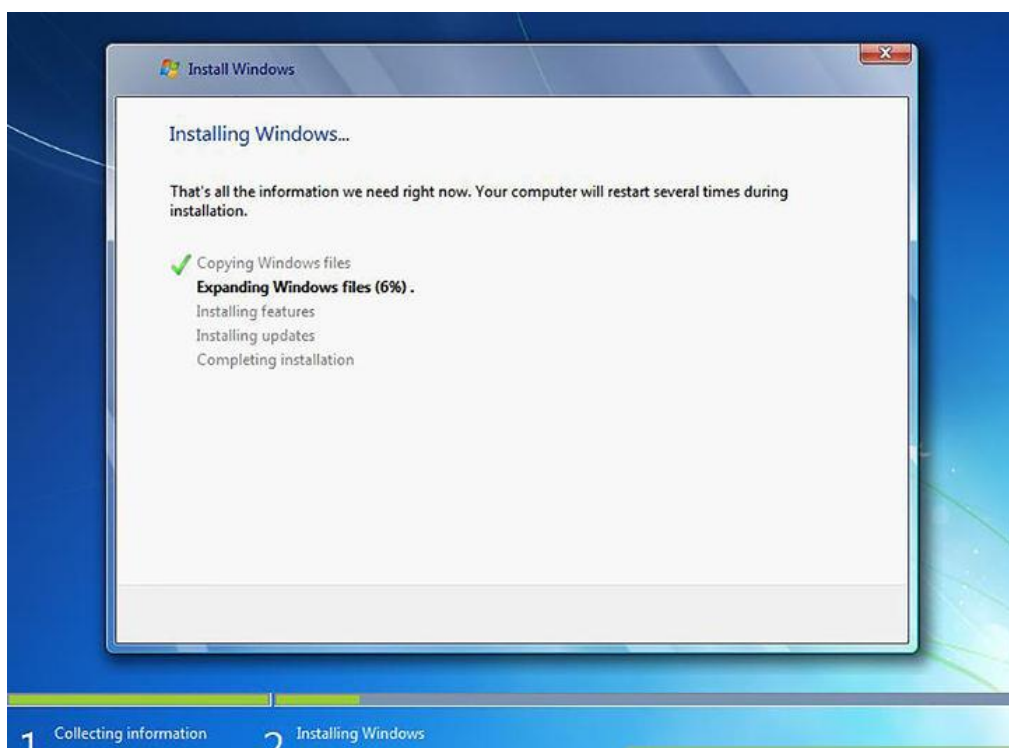 Install Windows
Installing Windows...
That's all the information we need right now. Your computer will restart several times during
installation.
Copying Windows files
Expanding Windows files (6%) .
Installing features
Installing updates
Completing installation
1 Collecting information
2 Installing Windows